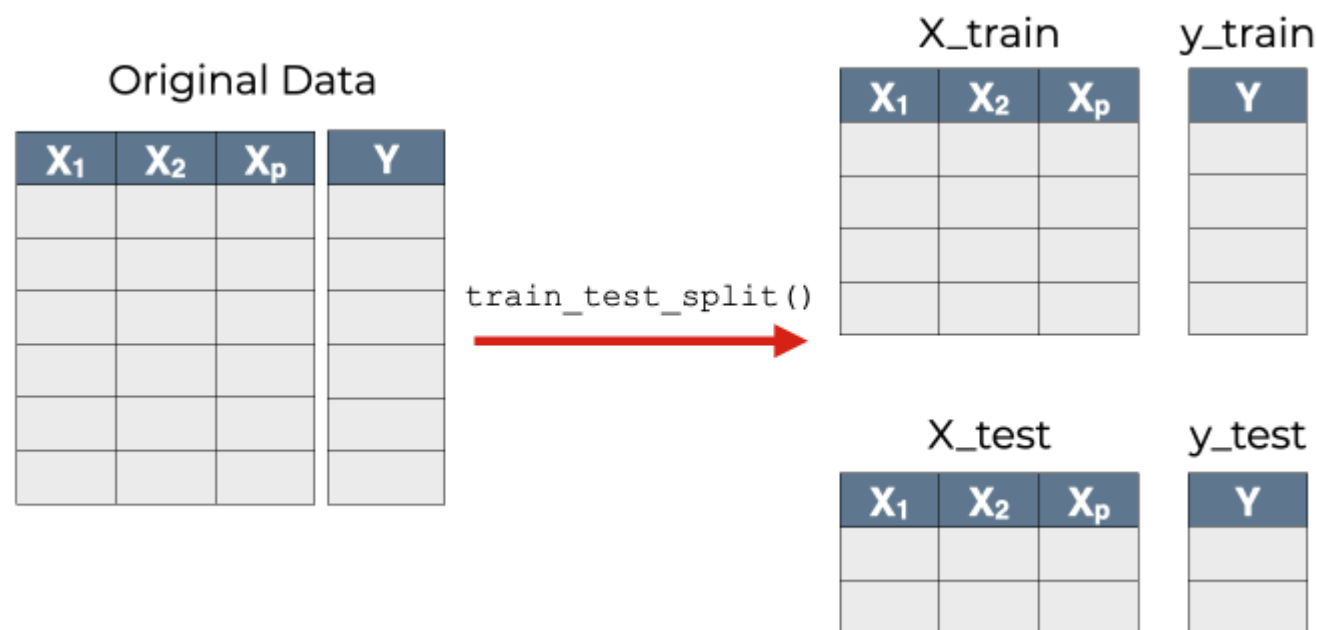 Original Data
X₁ X₂ Xₚ Y
train_test_split()
X_train y_train
X₁ X₂ Xₚ Y
X_test y_test
X₁ X₂ Xₚ Y